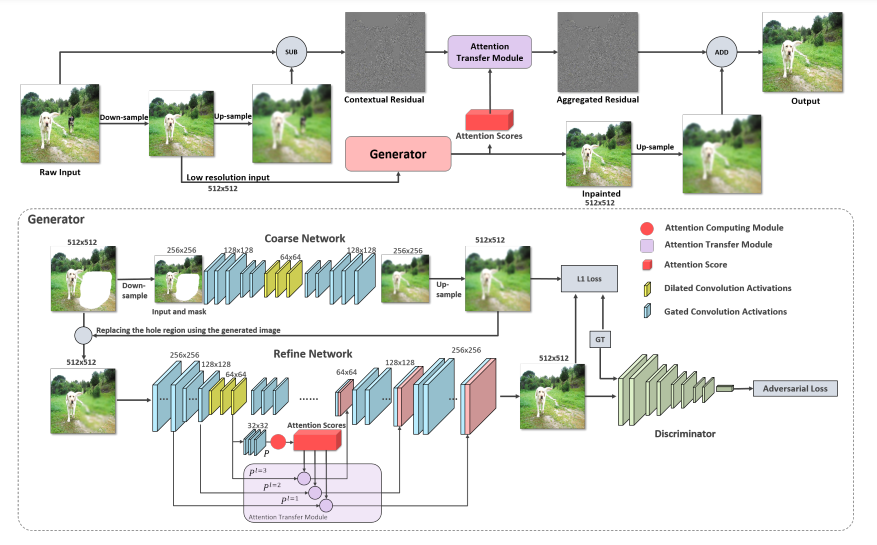 SUB
ADD
Attention
Transfer Module
Contextual Residual
Aggregated Residual
Output
Down-sample
Up-sample
Attention Scores
Raw Input
Generator
Low resolution input
512x512
Up-sample
Inpainted
512x512
Generator
512x512
Coarse Network
256x256
128x128
64x64
128x128
256x256
512x512
Down-
sample
Input and mask
Up-
sample
L1 Loss
Attention Computing Module
Attention Transfer Module
Attention Score
Dilated Convolution Activations
Gated Convolution Activations
Replacing the hole region using the generated image
GT
512x512
Refine Network
256x256
128x128
64x64
64x64
128x128
256x256
512x512
...
...
......
...
...
Adversarial Loss
Discriminator
32x32
Attention Scores
P
P^{l=3}
P^{l=2}
P^{l=1}
Attention Transfer Module